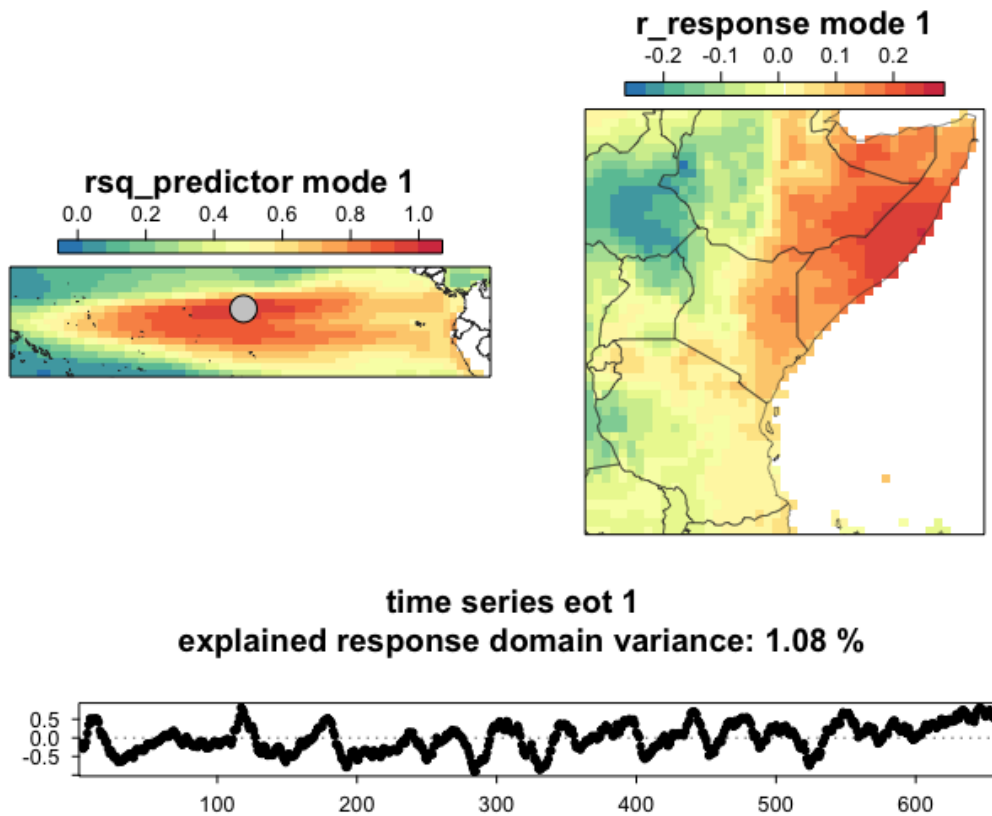 r_response mode 1
-0.2 -0.1 0.0 0.1 0.2
rsq_predictor mode 1
0.0 0.2 0.4 0.6 0.8 1.0
time series eot 1
explained response domain variance: 1.08 %
0.5
0.0
-0.5
100 200 300 400 500 600